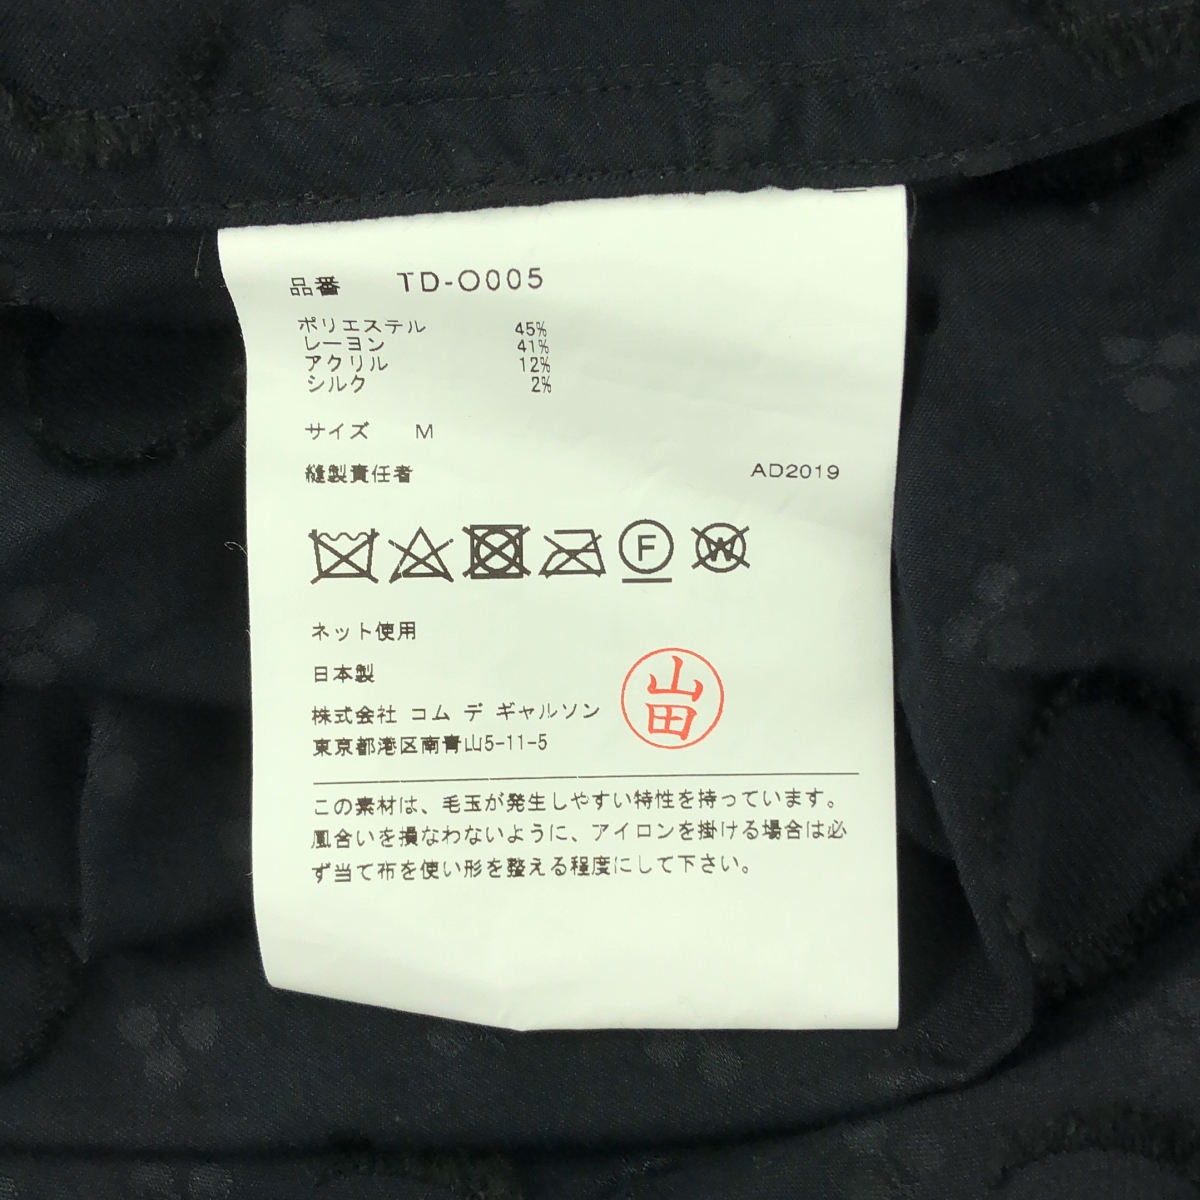 品番 TD-O005
ポリエステル 45%
レーヨン 41%
アクリル 12%
シルク 2%
サイズ M
縫製責任者 AD2019
F W
ネット使用
日本製
株式会社 コム デ ギャルソン
東京都港区南青山5-11-5
山田
この素材は、毛玉が発生しやすい特性を持っています。
風合いを損なわないように、アイロンを掛ける場合は必
ず当て布を使い形を整える程度にして下さい。